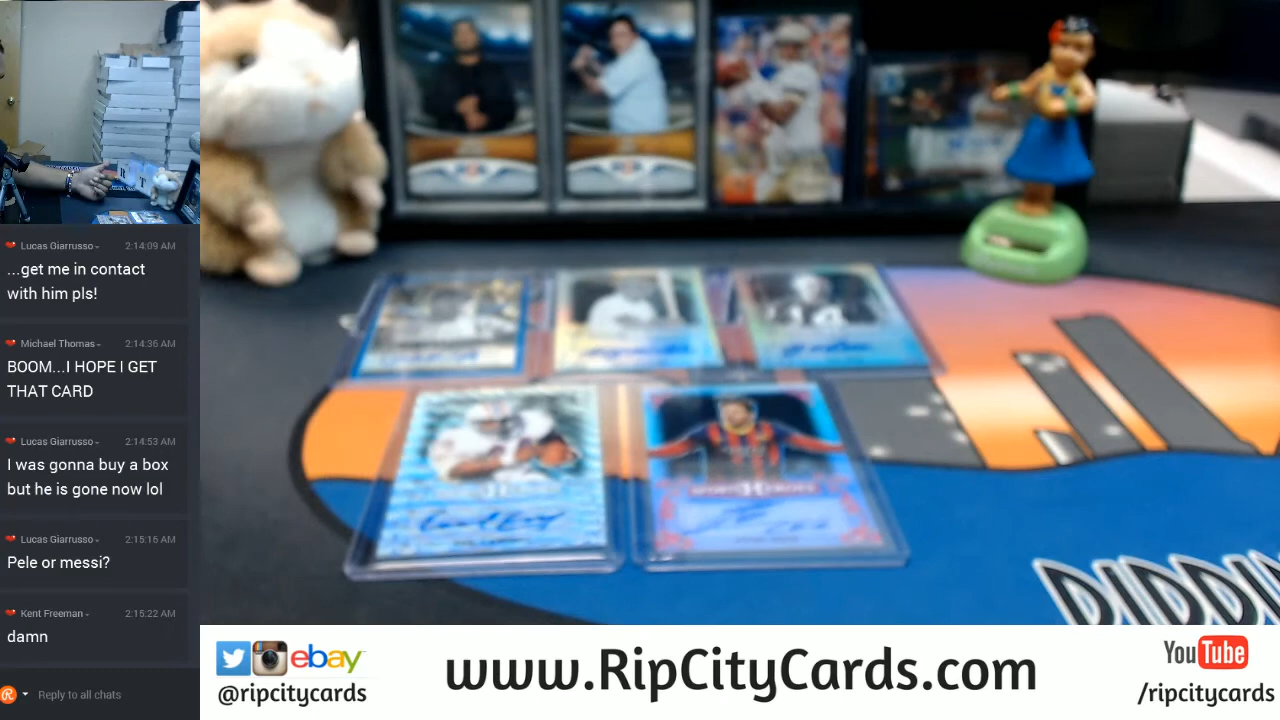 Lucas Giarrusso 2:14:09 AM
...get me in contact
with him pls!
Michael Thomas 2:14:36 AM
BOOM...I HOPE I GET
THAT CARD
Lucas Giarrusso 2:14:53 AM
I was gonna buy a box
but he is gone now lol
Lucas Giarrusso 2:15:16 AM
Pele or messi?
Kent Freeman 2:15:22 AM
damn
Reply to all chats
ebay
@ripcitycards
www.RipCityCards.com
YouTube
/ripcitycards